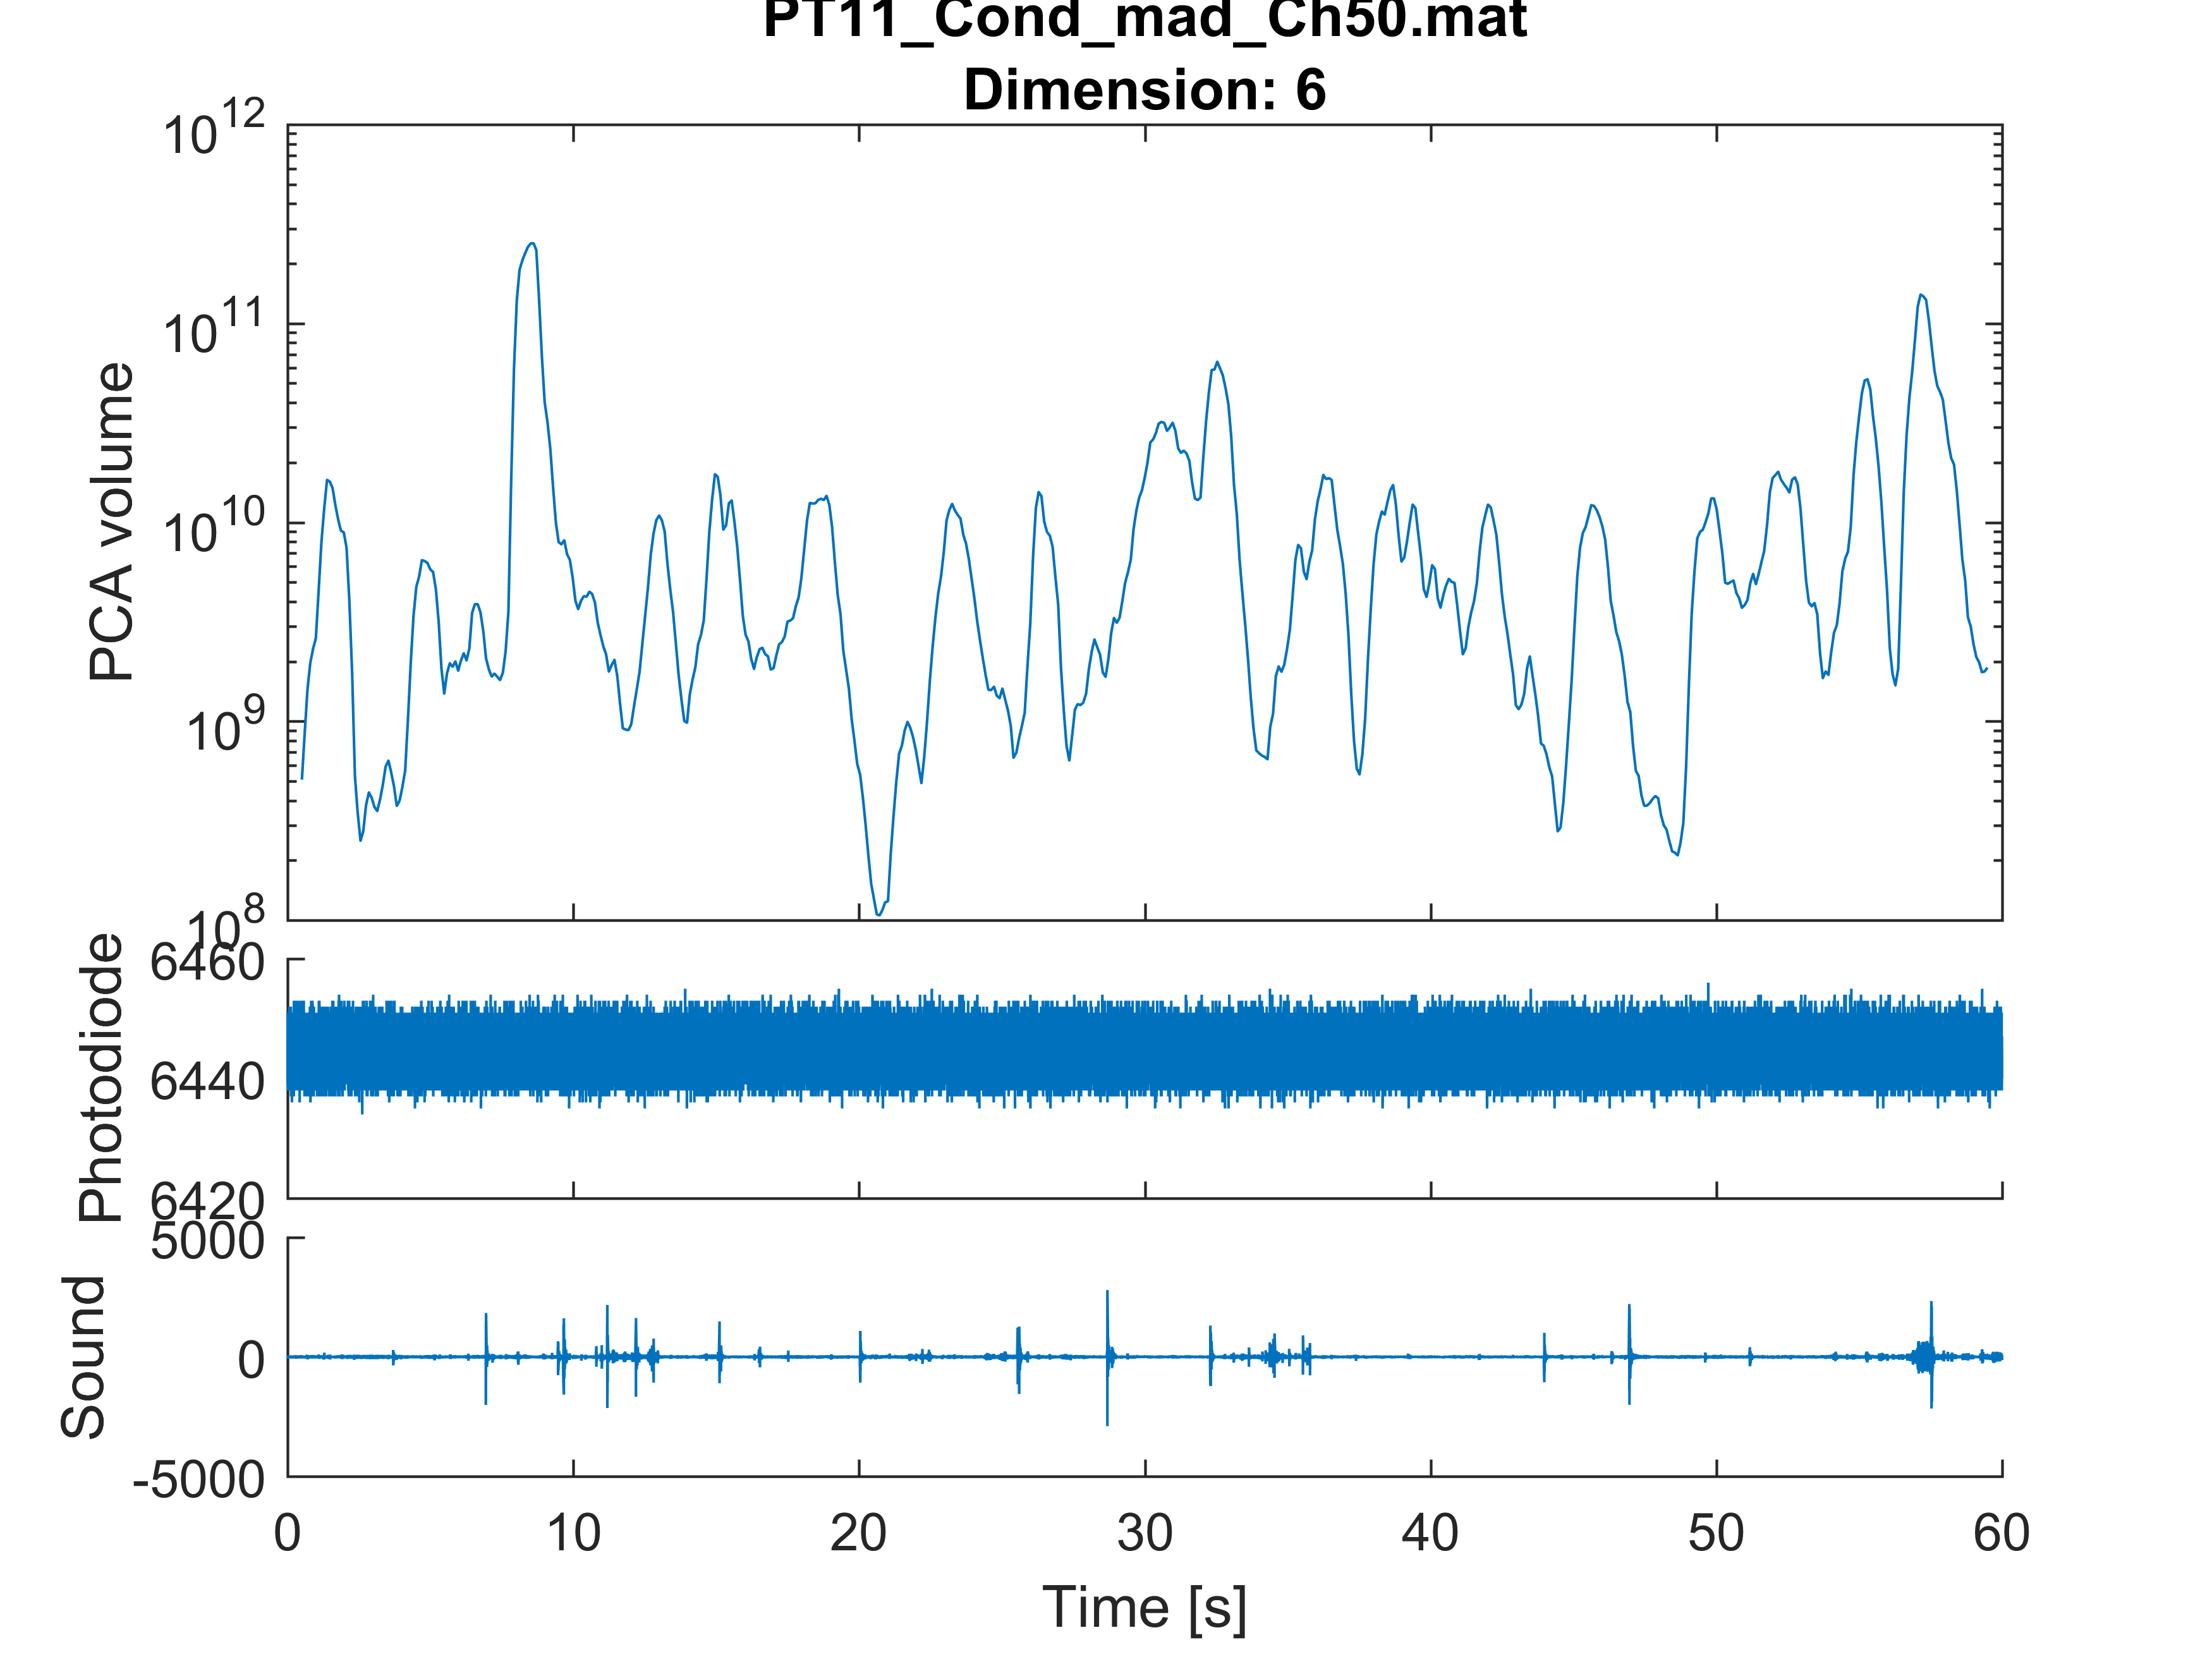 PT11_Cond_mad_Ch50.mat
Dimension: 6
10^12
10^11
10^10
10^9
10^8
PCA volume
6460
6440
6420
Photodiode
5000
0
-5000
Sound
0 10 20 30 40 50 60
Time [s]